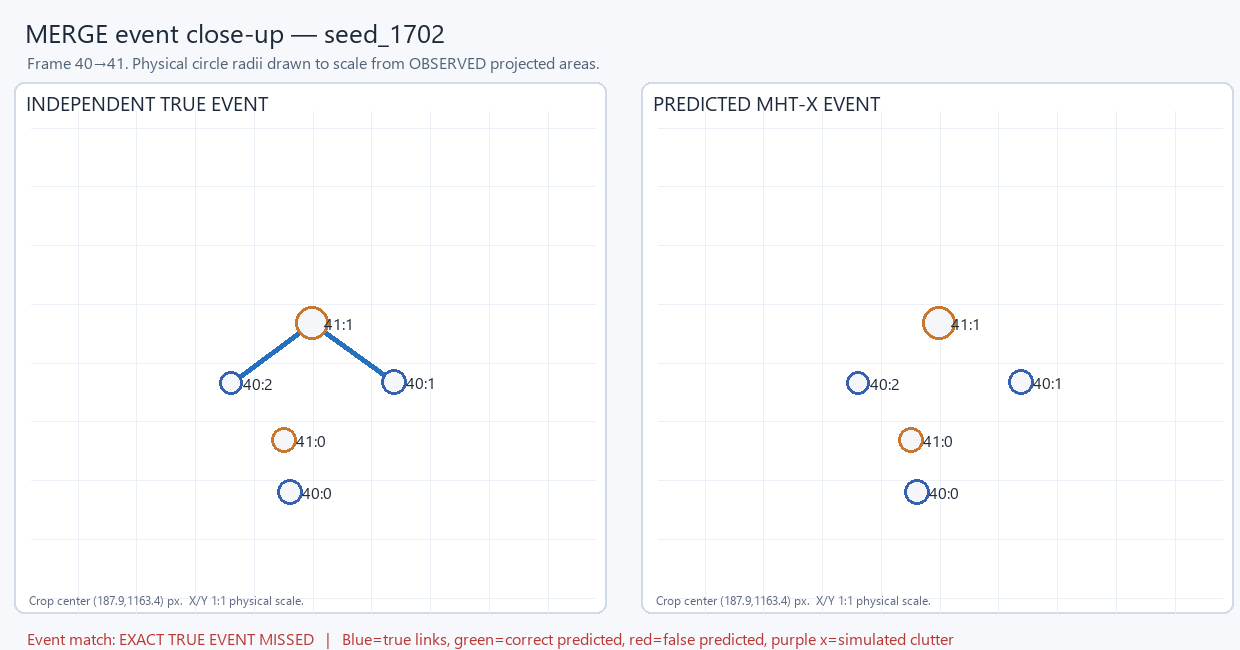 MERGE event close-up — seed_1702
Frame 40→41. Physical circle radii drawn to scale from OBSERVED projected areas.
INDEPENDENT TRUE EVENT
41:1
40:2
40:1
41:0
40:0
Crop center (187.9,1163.4) px.  X/Y 1:1 physical scale.
PREDICTED MHT-X EVENT
41:1
40:2
40:1
41:0
40:0
Crop center (187.9,1163.4) px.  X/Y 1:1 physical scale.
Event match: EXACT TRUE EVENT MISSED  |  Blue=true links, green=correct predicted, red=false predicted, purple x=simulated clutter